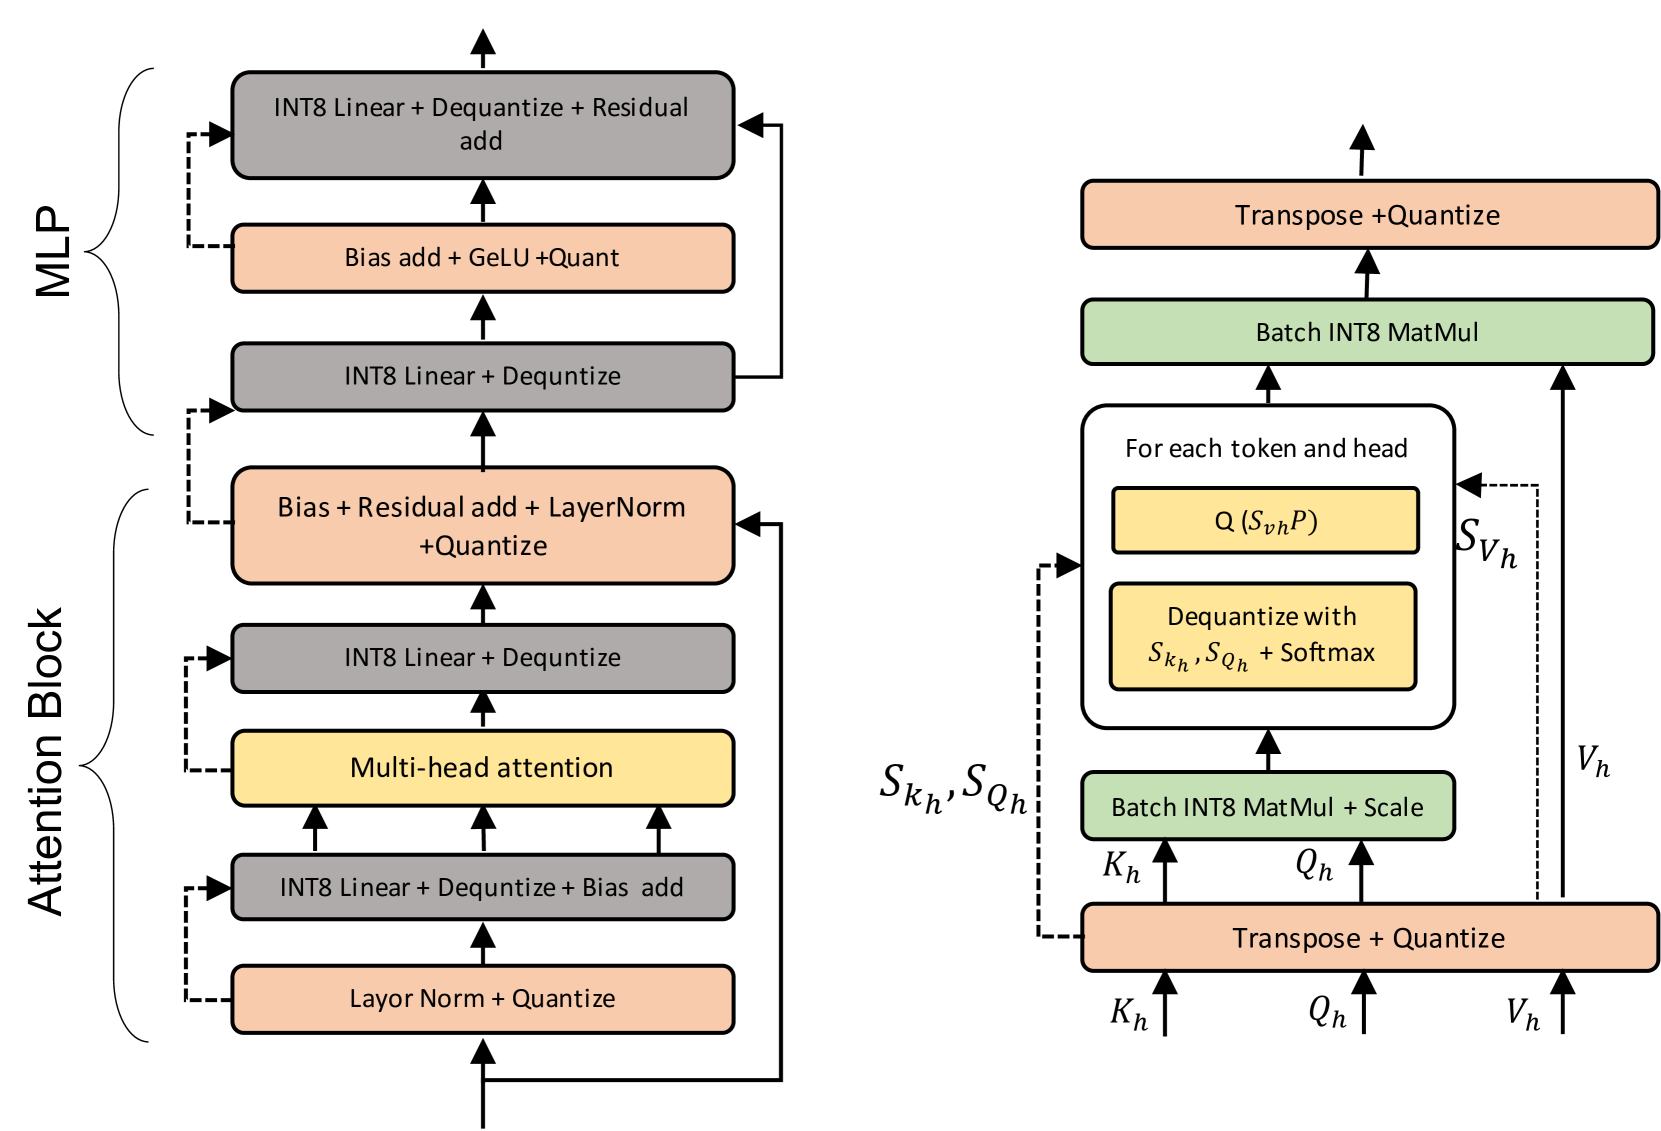 MLP
INT8 Linear + Dequantize + Residual
add
Bias add + GeLU +Quant
INT8 Linear + Dequntize
Attention Block
Bias + Residual add + LayerNorm
+Quantize
INT8 Linear + Dequntize
Multi-head attention
INT8 Linear + Dequntize + Bias add
Layor Norm + Quantize
Transpose +Quantize
Batch INT8 MatMul
For each token and head
Q (S_{vh}P)
S_{V_h}
Dequantize with
S_{k_h}, S_{Q_h} + Softmax
S_{k_h}, S_{Q_h}
V_h
Batch INT8 MatMul + Scale
K_h
Q_h
Transpose + Quantize
K_h
Q_h
V_h